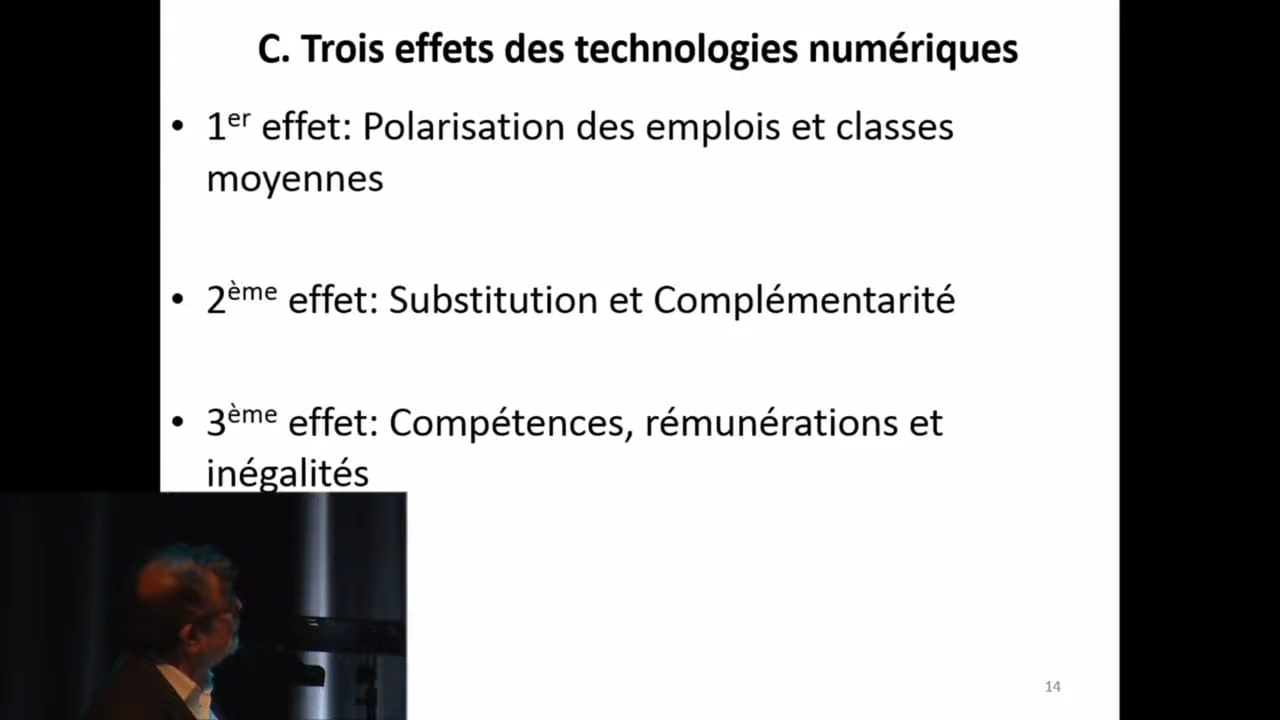 C. Trois effets des technologies numériques
• 1er effet: Polarisation des emplois et classes
moyennes
• 2ème effet: Substitution et Complémentarité
• 3ème effet: Compétences, rémunérations et
inégalités
14